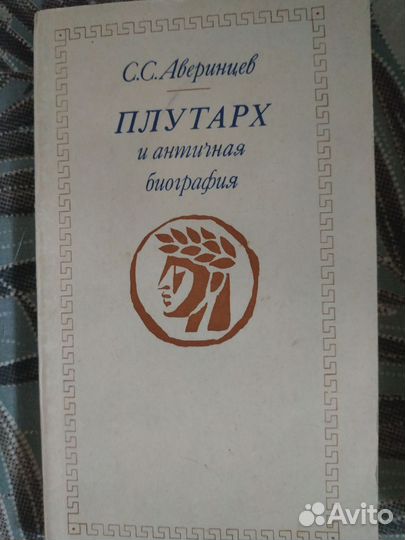 С.С.Аверинцев
ПЛУТАРХ
и античная
биография
Avito